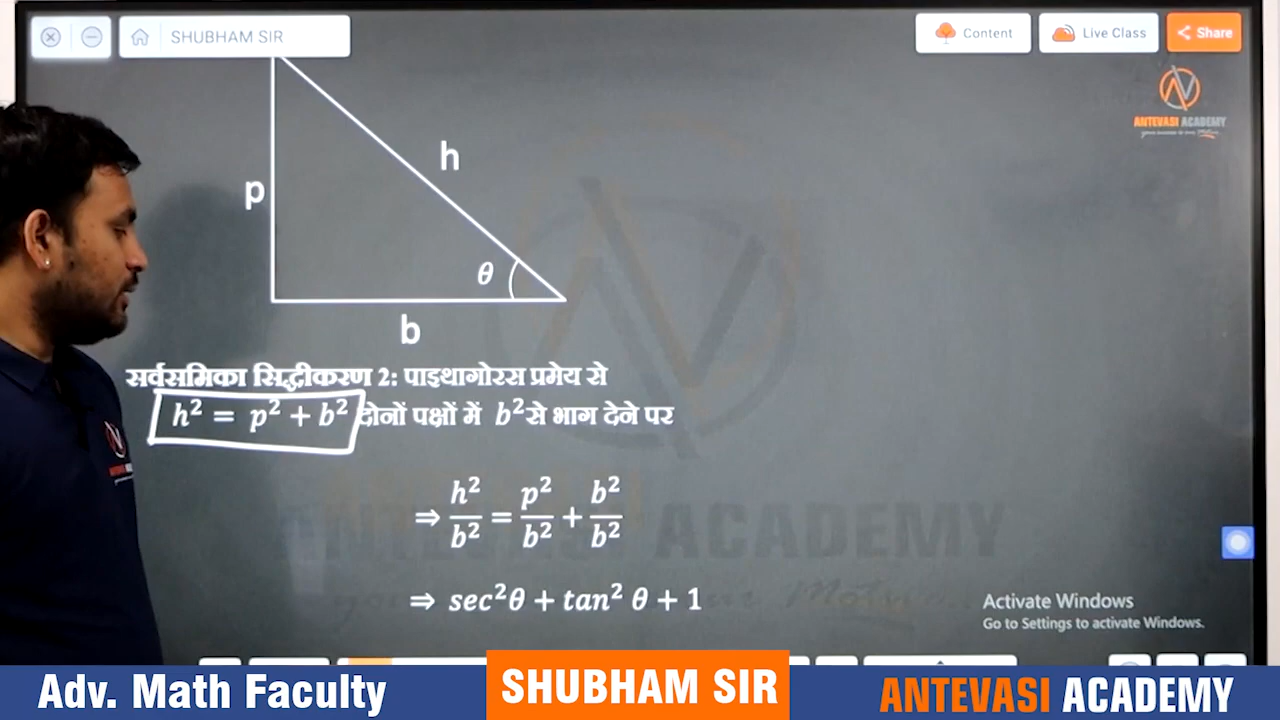 SHUBHAM SIR
Content
Live Class
Share
ANTEVASI ACADEMY
h
p
θ
b
सर्वसमिका सिद्धीकरण 2: पाइथागोरस प्रमेय से
h² = p² + b² दोनों पक्षों में b² से भाग देने पर
⇒ h²/b² = p²/b² + b²/b²
⇒ sec²θ + tan² θ + 1
ACADEMY
Activate Windows
Go to Settings to activate Windows.
Adv. Math Faculty
SHUBHAM SIR
ANTEVASI ACADEMY